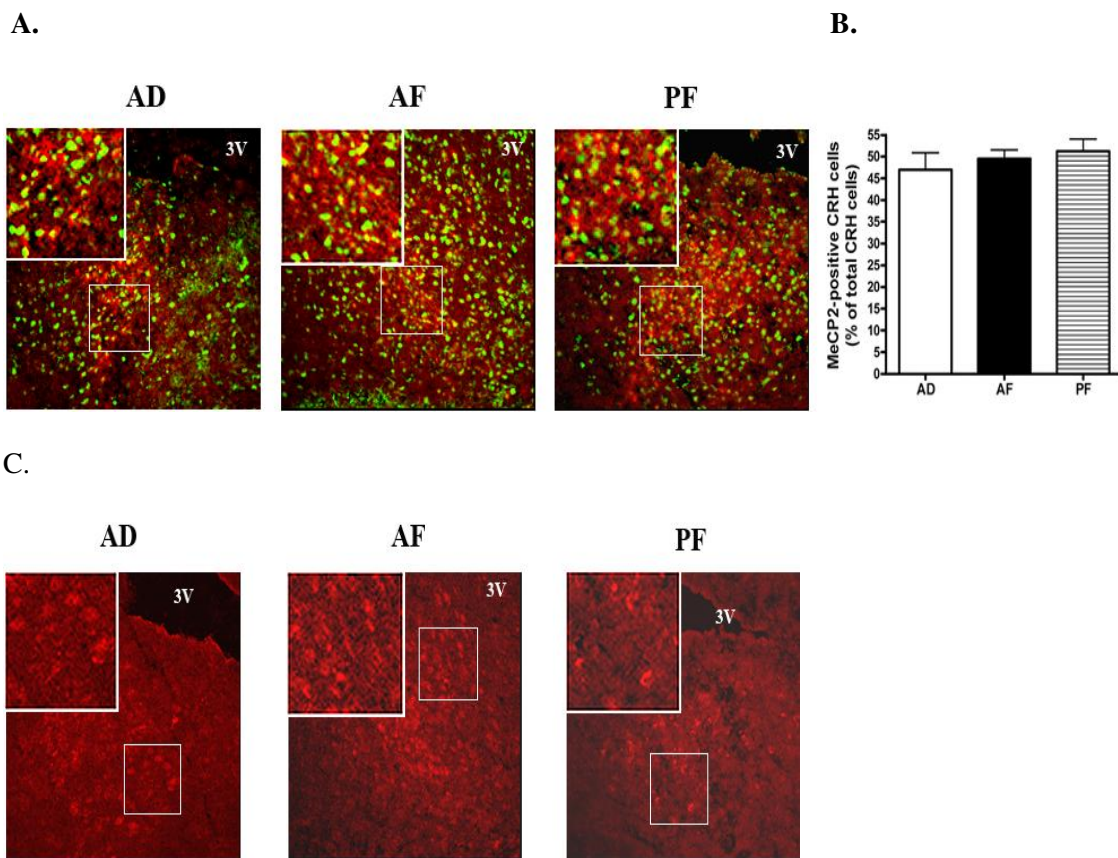 A.
B.
AD
AF
PF
3V
3V
3V
MeCP2-positive CRH cells
(% of total CRH cells)
55
50
45
40
35
30
25
20
15
10
5
0
AD
AF
PF
C.
AD
AF
PF
3V
3V
3V